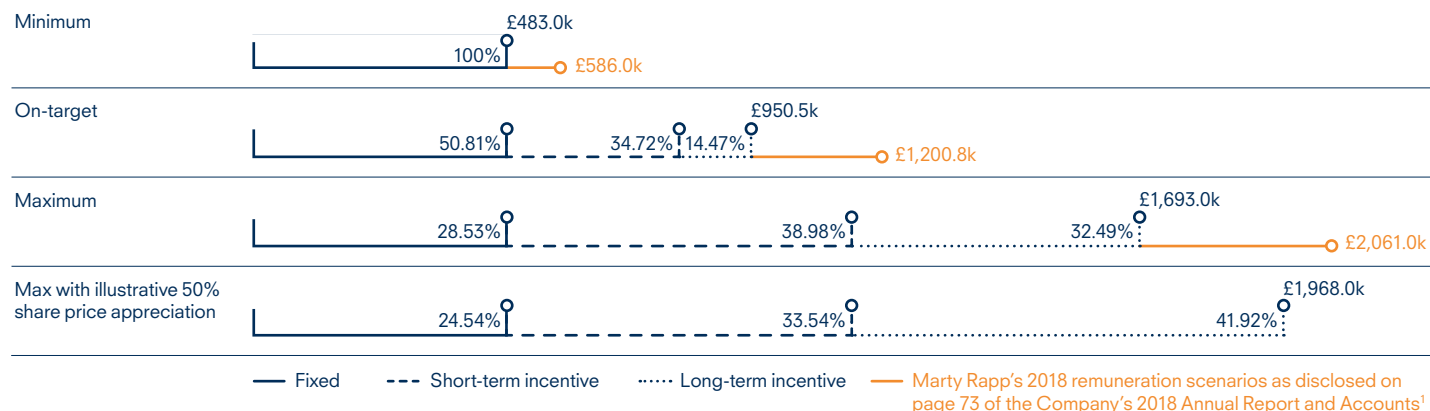 Minimum
£483.0k
100%
£586.0k
On-target
£950.5k
50.81%
34.72%
14.47%
£1,200.8k
Maximum
£1,693.0k
28.53%
38.98%
32.49%
£2,061.0k
Max with illustrative 50%
share price appreciation
£1,968.0k
24.54%
33.54%
41.92%
Fixed
Short-term incentive
Long-term incentive
Marty Rapp's 2018 remuneration scenarios as disclosed on
page 73 of the Company's 2018 Annual Report and Accounts¹